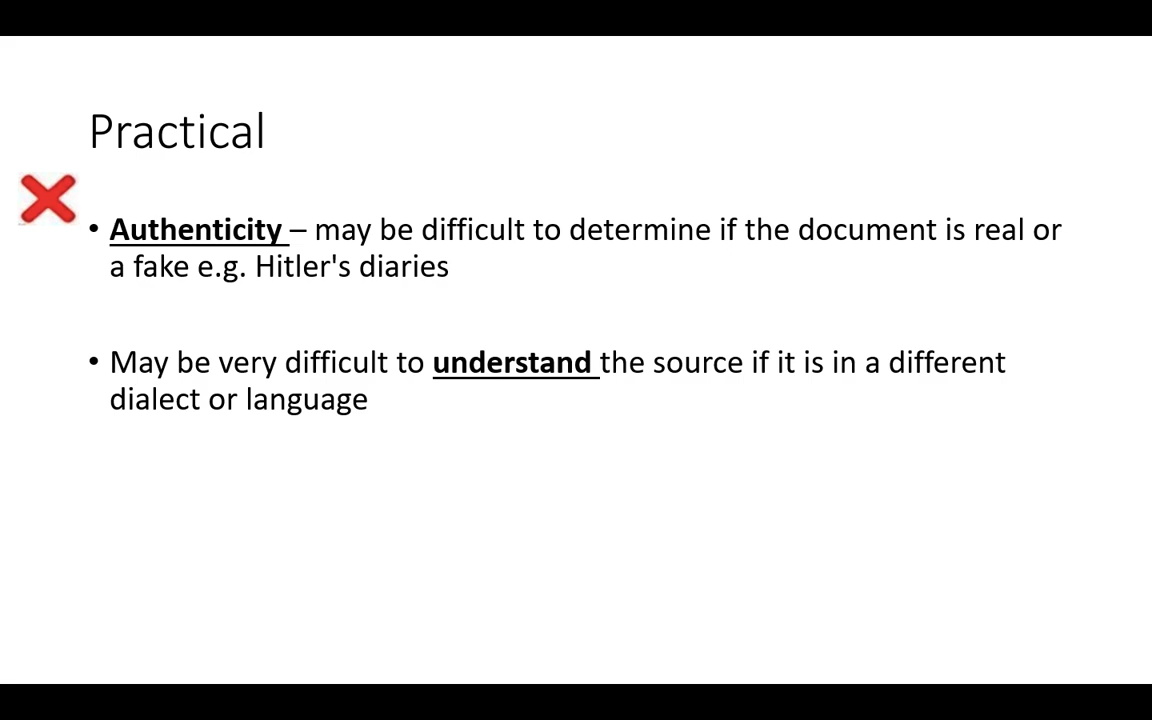 Practical
• Authenticity – may be difficult to determine if the document is real or
a fake e.g. Hitler's diaries
• May be very difficult to understand the source if it is in a different
dialect or language